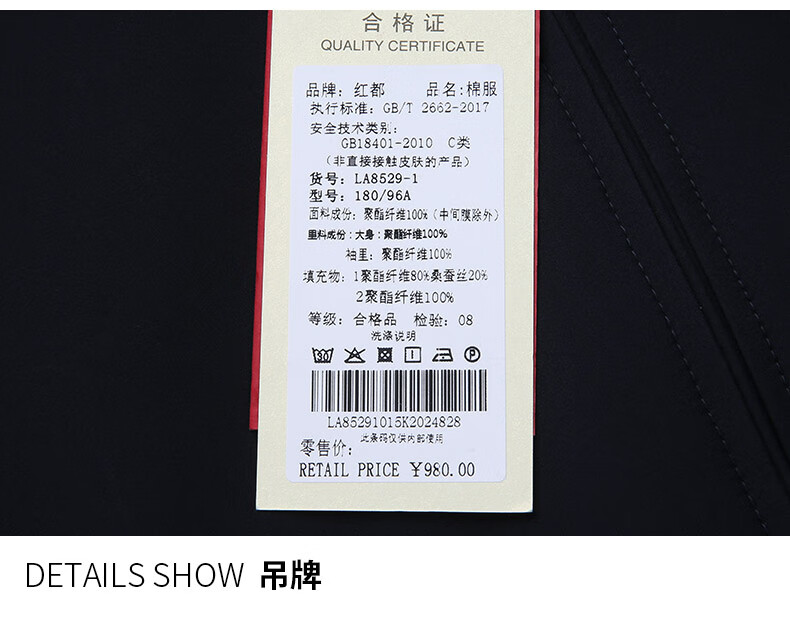 合格证
QUALITY CERTIFICATE
品牌：红都 品名:棉服
执行标准：GB/T 2662-2017
安全技术类别：
GB18401-2010 C类
（非直接接触皮肤的产品）
货号：LA8529-1
型号：180/96A
面料成份：聚酯纤维100%（中间膜除外）
里料成份：大身：聚酯纤维100%
袖里：聚酯纤维100%
填充物：1聚酯纤维80%桑蚕丝20%
2聚酯纤维100%
等级：合格品 检验：08
洗涤说明
LA85291015K2024828
此条码仅供内部使用
零售价：
RETAIL PRICE ¥980.00
DETAILS SHOW 吊牌